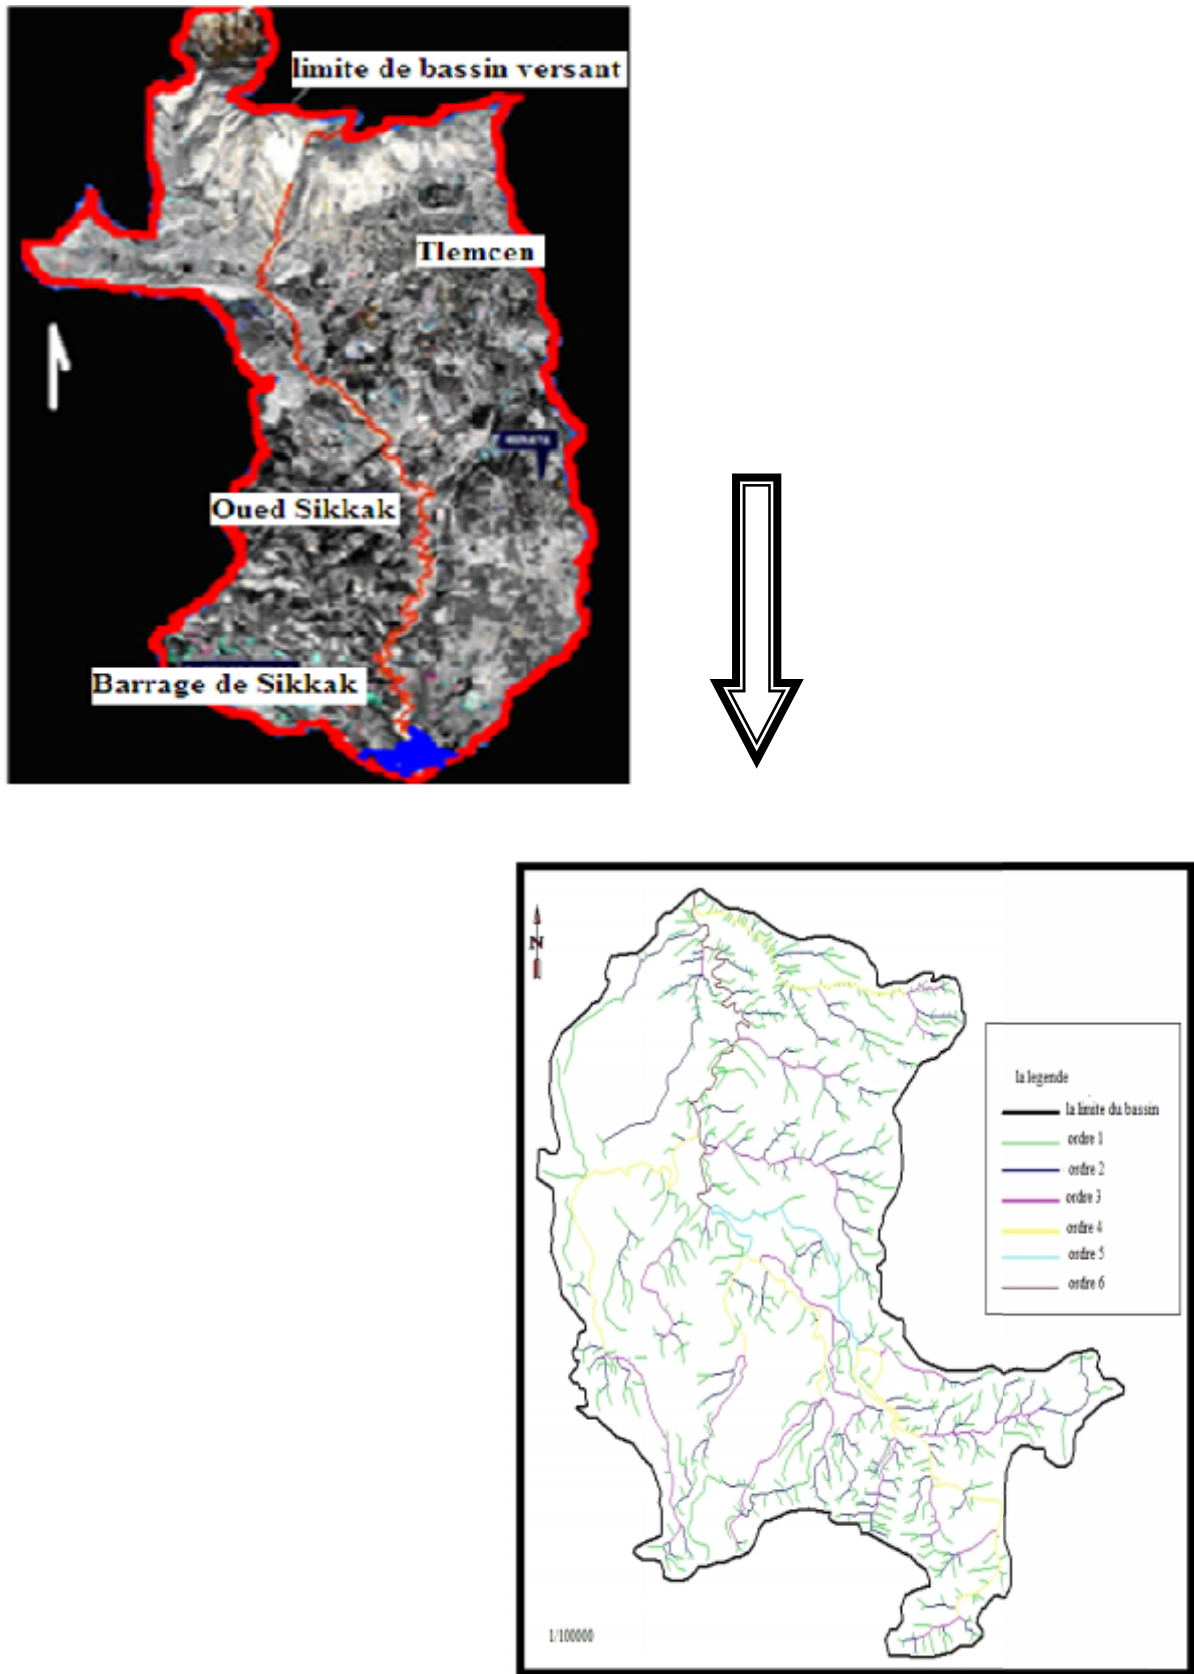 limite de bassin versant
Tlemcen
Oued Sikkak
Barrage de Sikkak
N
la legende
la limite du bassin
ordre 1
ordre 2
ordre 3
ordre 4
ordre 5
ordre 6
1/100000